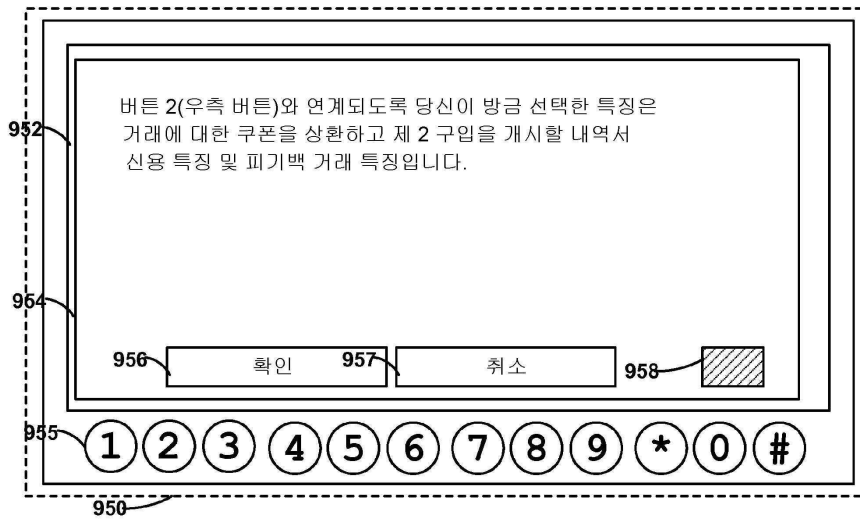 버튼 2(우측 버튼)와 연계되도록 당신이 방금 선택한 특징은
거래에 대한 쿠폰을 상환하고 제 2 구입을 개시할 내역서
신용 특징 및 피기백 거래 특징입니다.
952
964
956
확인
957
취소
958
955
1 2 3 4 5 6 7 8 9 * 0 #
950